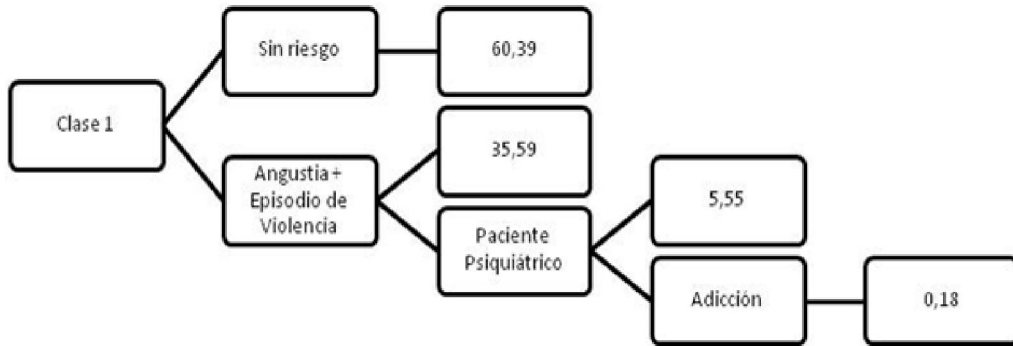 Clase 1
Sin riesgo
60,39
Angustia +
Episodio de
Violencia
35,59
Paciente
Psiquiátrico
5,55
Adicción
0,18